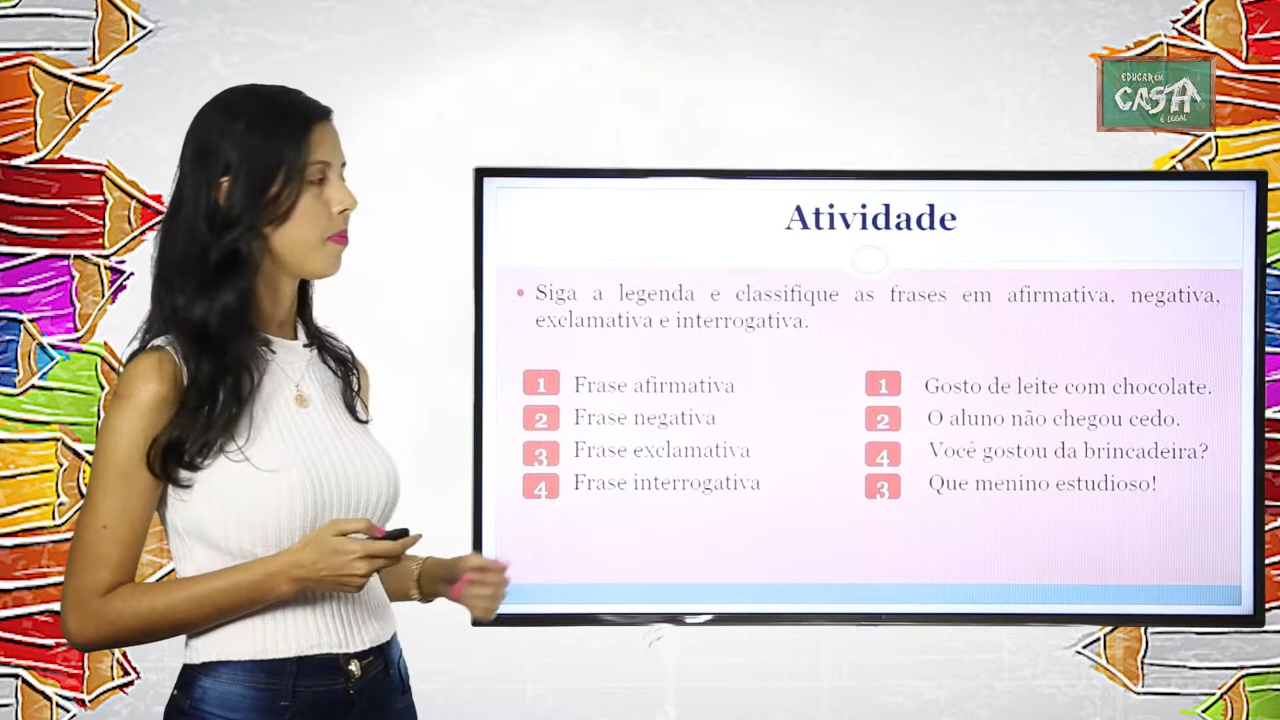 EDUCAR EM
CASA
É LEGAL
Atividade
• Siga a legenda e classifique as frases em afirmativa, negativa,
exclamativa e interrogativa.
1 Frase afirmativa
2 Frase negativa
3 Frase exclamativa
4 Frase interrogativa
1 Gosto de leite com chocolate.
2 O aluno não chegou cedo.
4 Você gostou da brincadeira?
3 Que menino estudioso!